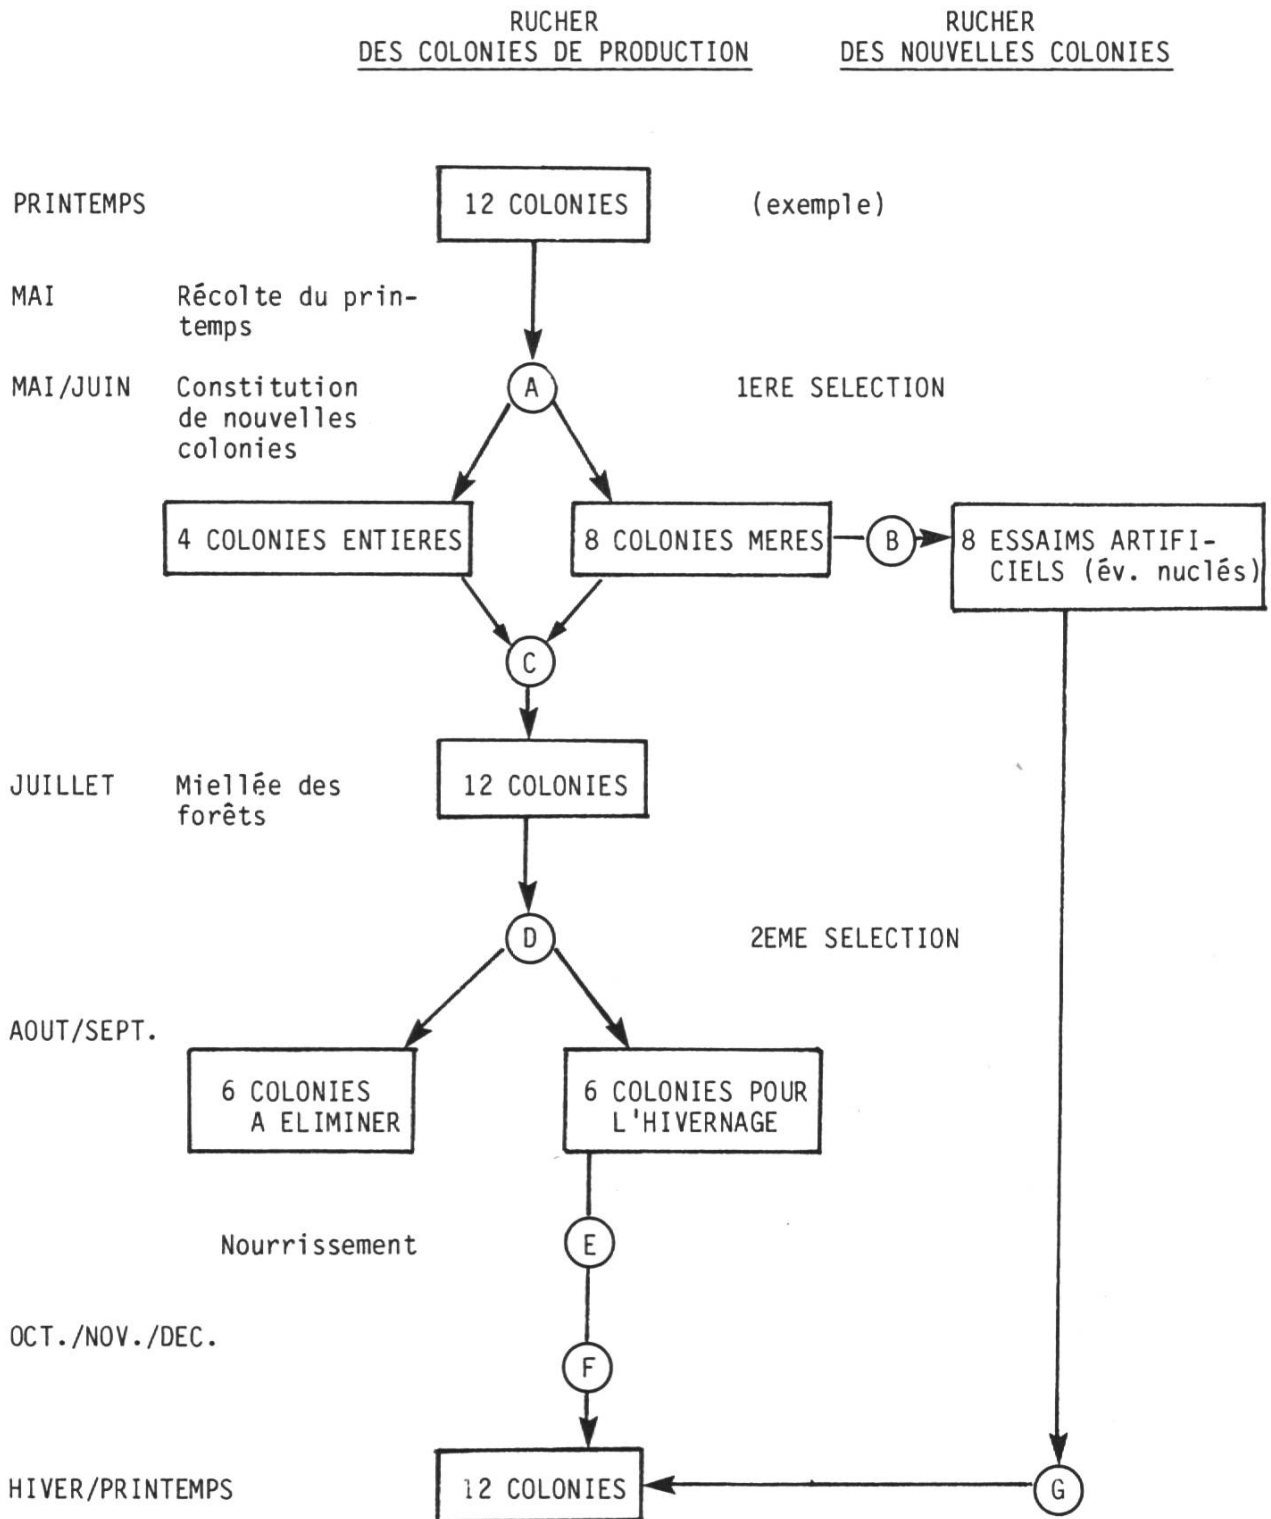 RUCHER
DES COLONIES DE PRODUCTION
RUCHER
DES NOUVELLES COLONIES
PRINTEMPS
12 COLONIES
(exemple)
MAI
Récolte du prin-
temps
MAI/JUIN
Constitution
de nouvelles
colonies
A
1ERE SELECTION
4 COLONIES ENTIERES
8 COLONIES MERES
B
8 ESSAIMS ARTIFI-
CIELS (év. nuclés)
C
JUILLET
Miellée des
forêts
12 COLONIES
D
2EME SELECTION
AOUT/SEPT.
6 COLONIES
A ELIMINER
6 COLONIES POUR
L'HIVERNAGE
Nourrissement
E
OCT./NOV./DEC.
F
HIVER/PRINTEMPS
12 COLONIES
G